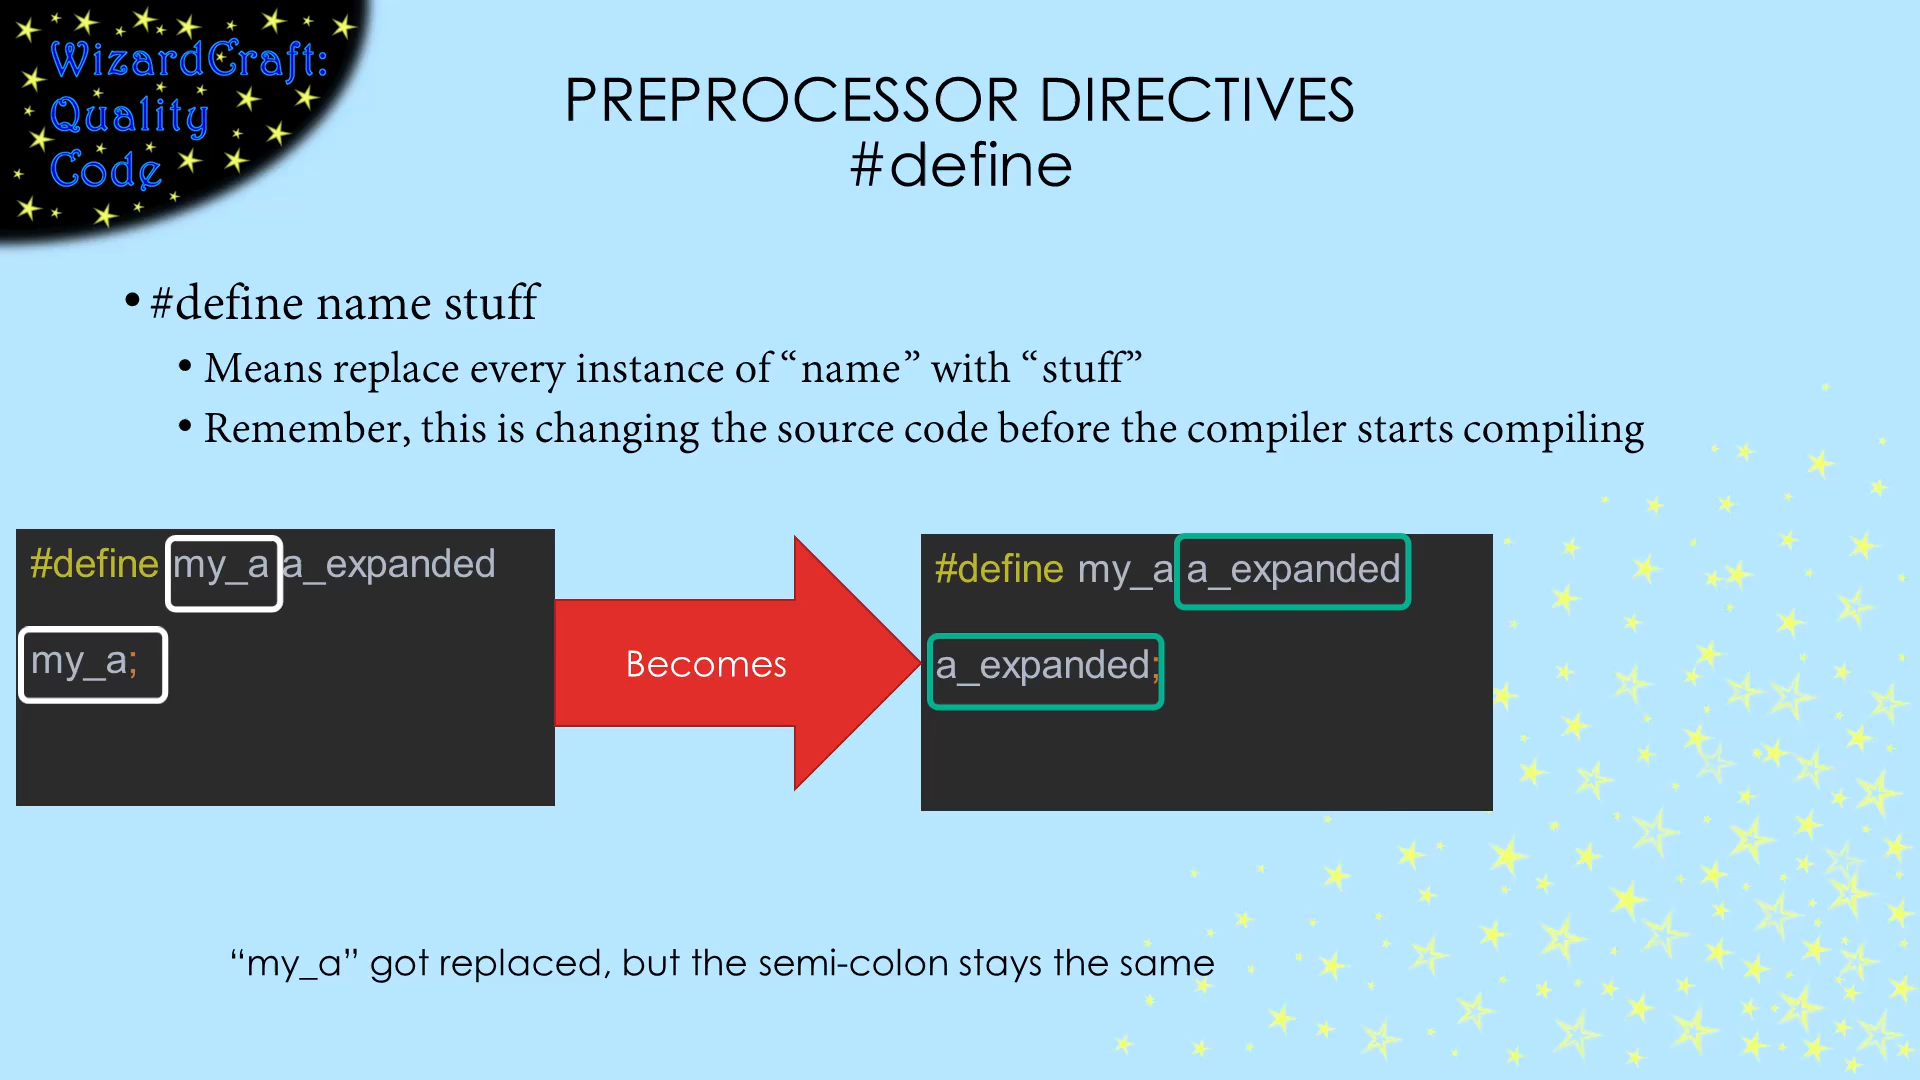 WizardCraft:
Quality
Code
PREPROCESSOR DIRECTIVES
#define
• #define name stuff
• Means replace every instance of “name” with “stuff”
• Remember, this is changing the source code before the compiler starts compiling
#define my_a a_expanded
my_a;
Becomes
#define my_a a_expanded
a_expanded;
“my_a” got replaced, but the semi-colon stays the same